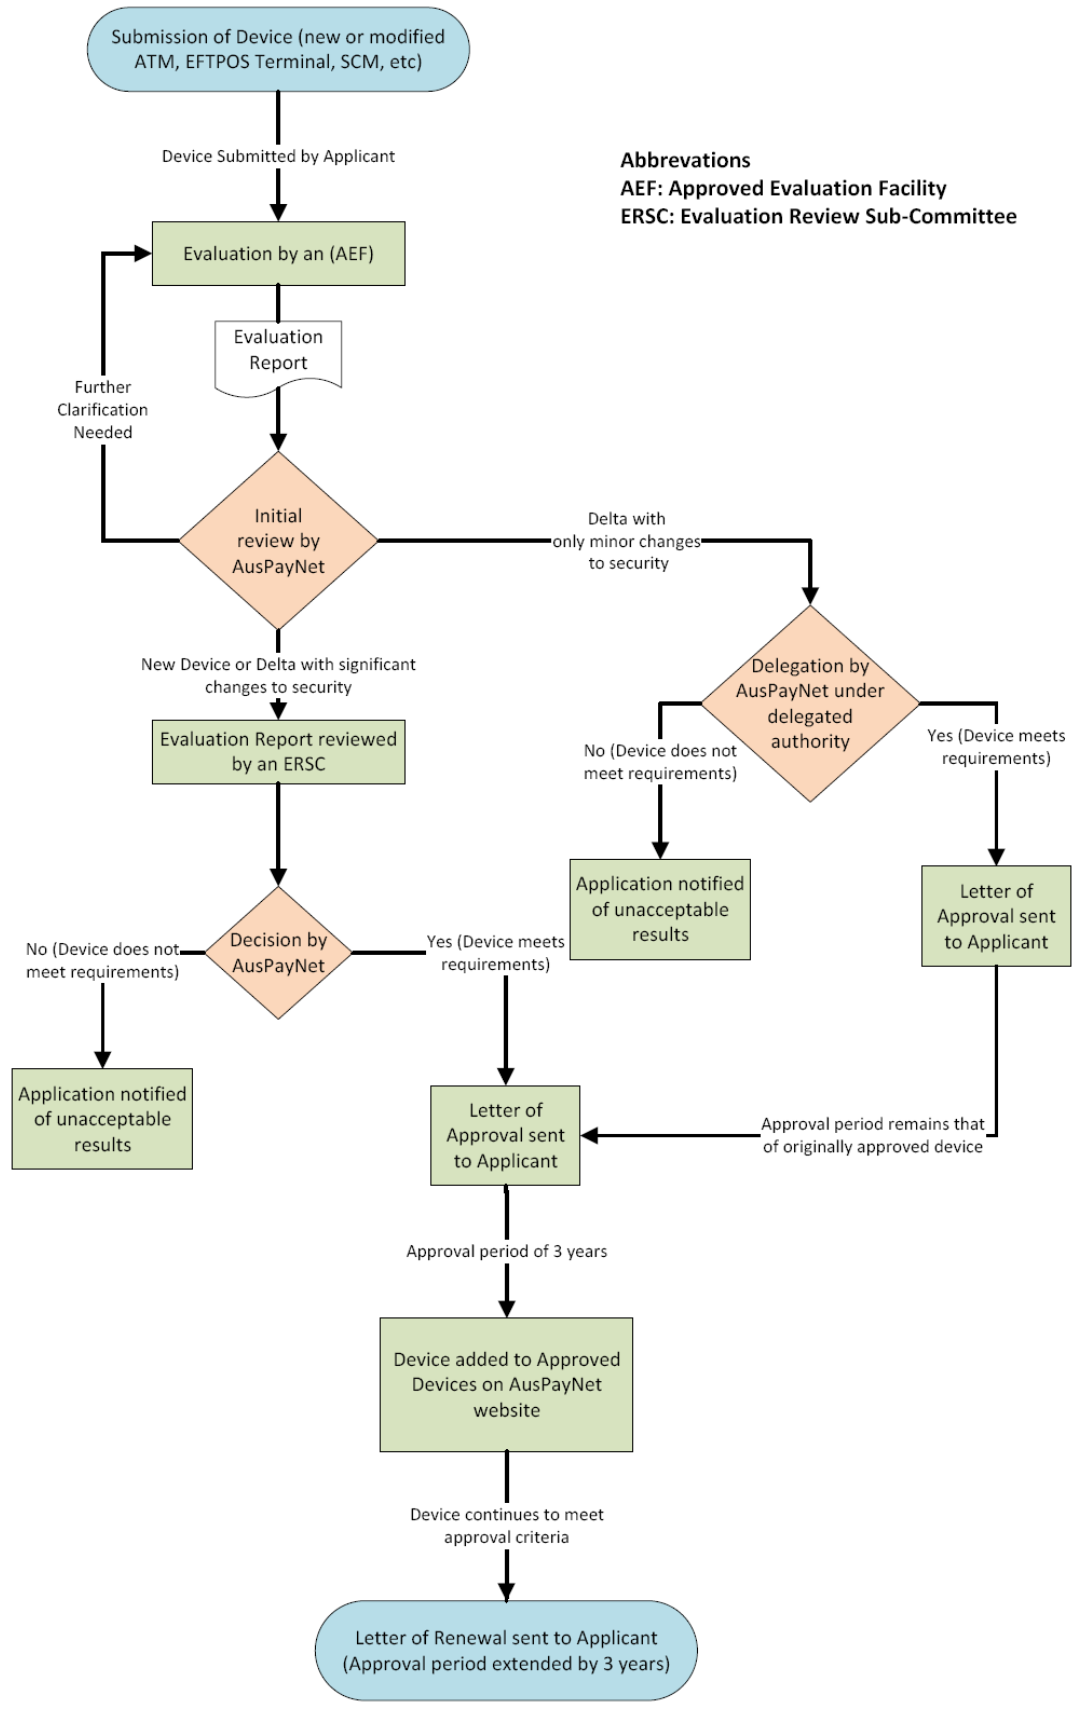 Submission of Device (new or modified
ATM, EFTPOS Terminal, SCM, etc)
Device Submitted by Applicant
Abbrevations
AEF: Approved Evaluation Facility
ERSC: Evaluation Review Sub-Committee
Evaluation by an (AEF)
Evaluation
Report
Further
Clarification
Needed
Initial
review by
AusPayNet
Delta with
only minor changes
to security
New Device or Delta with significant
changes to security
Delegation by
AusPayNet under
delegated
authority
Evaluation Report reviewed
by an ERSC
No (Device does not
meet requirements)
Yes (Device meets
requirements)
Application notified
of unacceptable
results
Letter of
Approval sent
to Applicant
Decision by
AusPayNet
No (Device does not
meet requirements)
Yes (Device meets
requirements)
Application notified
of unacceptable
results
Letter of
Approval sent
to Applicant
Approval period remains that
of originally approved device
Approval period of 3 years
Device added to Approved
Devices on AusPayNet
website
Device continues to meet
approval criteria
Letter of Renewal sent to Applicant
(Approval period extended by 3 years)